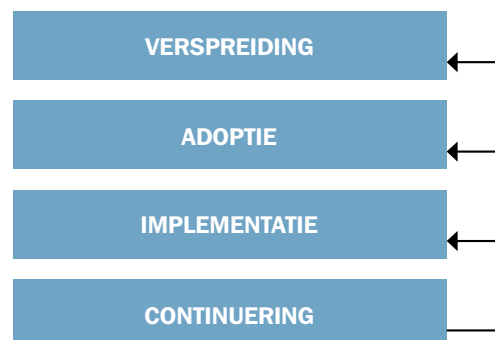 VERSPREIDING
ADOPTIE
IMPLEMENTATIE
CONTINUERING